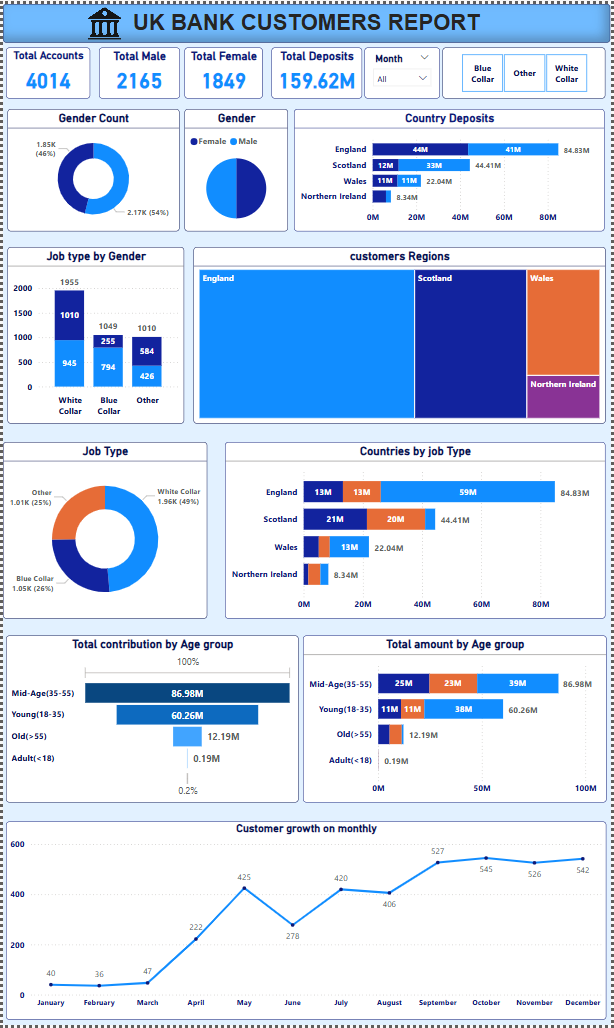 UK BANK CUSTOMERS REPORT
Total Accounts
4014
Total Male
2165
Total Female
1849
Total Deposits
159.62M
Month
All
Blue
Collar
Other
White
Collar
Gender Count
1.85K
(46%)
2.17K (54%)
Gender
Female Male
Country Deposits
England 44M 41M 84.83M
Scotland 12M 33M 44.41M
Wales 11M 11M 22.04M
Northern Ireland 8.34M
0M 20M 40M 60M 80M
Job type by Gender
2000
1500
1000
500
0
1955
1010
945
1049
255
794
1010
584
426
White
Collar
Blue
Collar
Other
customers Regions
England
Scotland
Wales
Northern Ireland
Job Type
Other
1.01K (25%)
White Collar
1.96K (49%)
Blue Collar
1.05K (26%)
Countries by job Type
England 13M 13M 59M 84.83M
Scotland 21M 20M 44.41M
Wales 13M 22.04M
Northern Ireland 8.34M
0M 20M 40M 60M 80M
Total contribution by Age group
100%
Mid-Age(35-55) 86.98M
Young(18-35) 60.26M
Old(>55) 12.19M
Adult(<18) 0.19M
0.2%
Total amount by Age group
Mid-Age(35-55) 25M 23M 39M 86.98M
Young(18-35) 11M 11M 38M 60.26M
Old(>55) 12.19M
Adult(<18) 0.19M
0M 50M 100M
Customer growth on monthly
600
400
200
0
40
36
47
222
425
278
420
406
527
545
526
542
January February March April May June July August September October November December